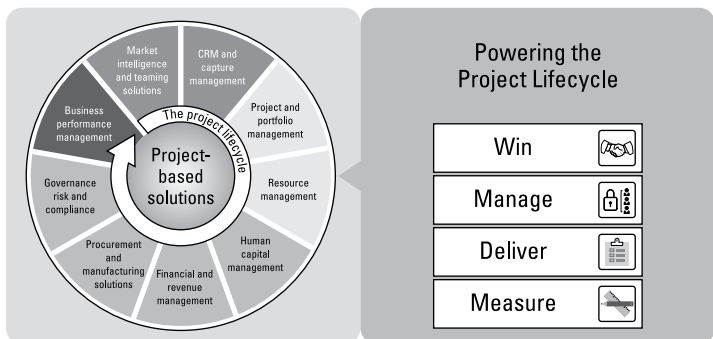 Market
intelligence
and teaming
solutions
CRM and
capture
management
Project and
portfolio
management
Resource
management
Human
capital
management
Financial and
revenue
management
Procurement
and
manufacturing
solutions
Governance
risk and
compliance
Business
performance
management
The project lifecycle
Project-
based
solutions
Powering the
Project Lifecycle
Win
Manage
Deliver
Measure